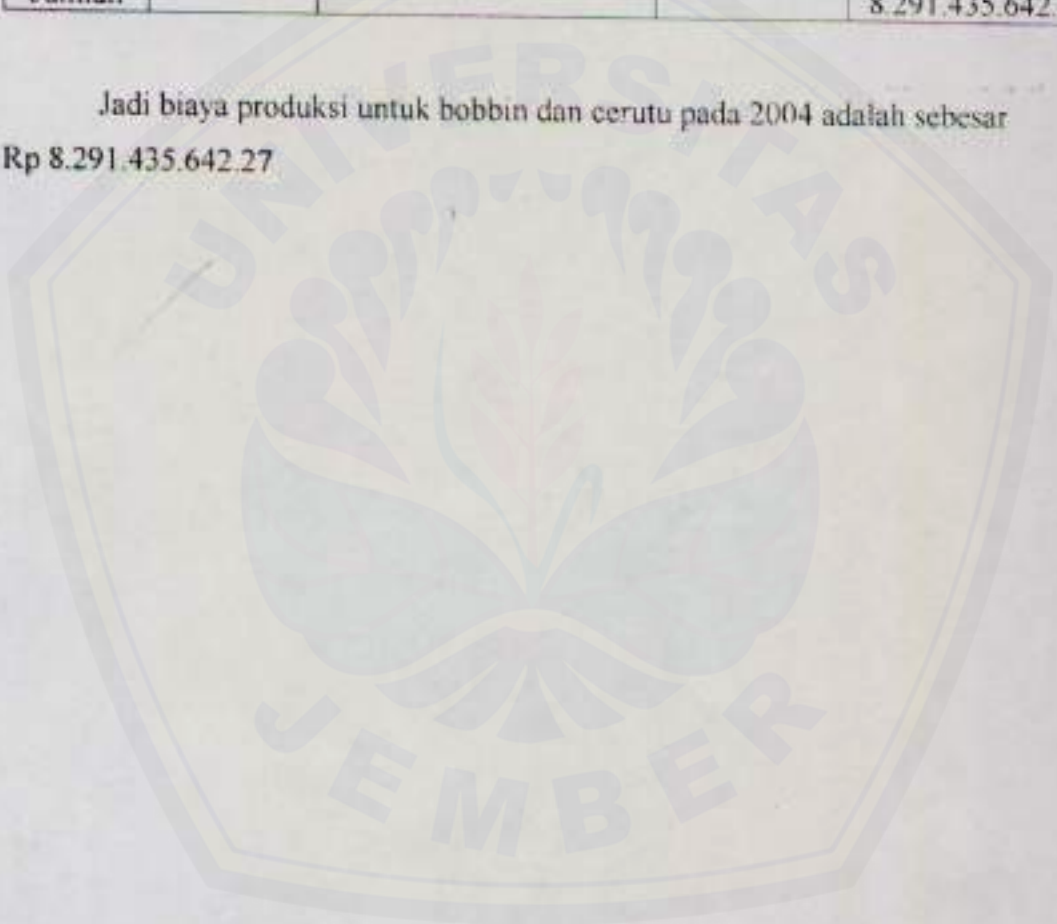 8.291.435.642.
Jadi biaya produksi untuk bobbin dan cerutu pada 2004 adalah sebesar
Rp 8.291.435.642.27
UNIVERSITAS
JEMBER